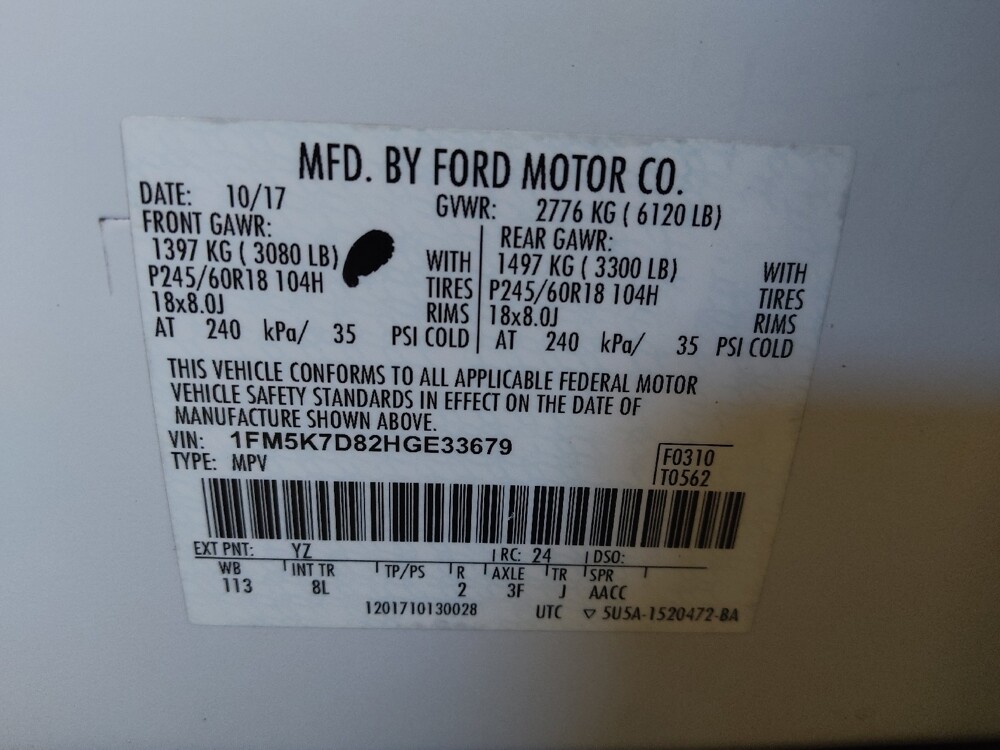 MFD. BY FORD MOTOR CO.
DATE: 10/17 GVWR: 2776 KG ( 6120 LB)
FRONT GAWR: REAR GAWR:
1397 KG ( 3080 LB) WITH 1497 KG ( 3300 LB) WITH
P245/60R18 104H TIRES P245/60R18 104H TIRES
18x8.0J RIMS 18x8.0J RIMS
AT 240 kPa/ 35 PSI COLD AT 240 kPa/ 35 PSI COLD
THIS VEHICLE CONFORMS TO ALL APPLICABLE FEDERAL MOTOR
VEHICLE SAFETY STANDARDS IN EFFECT ON THE DATE OF
MANUFACTURE SHOWN ABOVE.
VIN: 1FM5K7D82HGE33679 F0310
TYPE: MPV T0562
EXT PNT: YZ RC: 24 DSO:
WB INT TR TP/PS R AXLE TR SPR
113 8L 2 3F J AACC
1201710130028 UTC ▽ 5U5A-1520472-BA